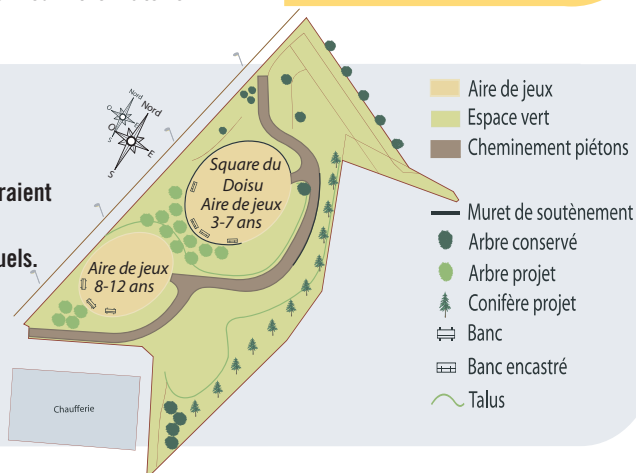 raient
uels.
Nord
N
O
E
S
Nord
N
O
E
S
Square du
Doisu
Aire de jeux
3-7 ans
Aire de jeux
8-12 ans
Chaufferie
Aire de jeux
Espace vert
Cheminement piétons
Muret de soutènement
Arbre conservé
Arbre projet
Conifère projet
Banc
Banc encastré
Talus